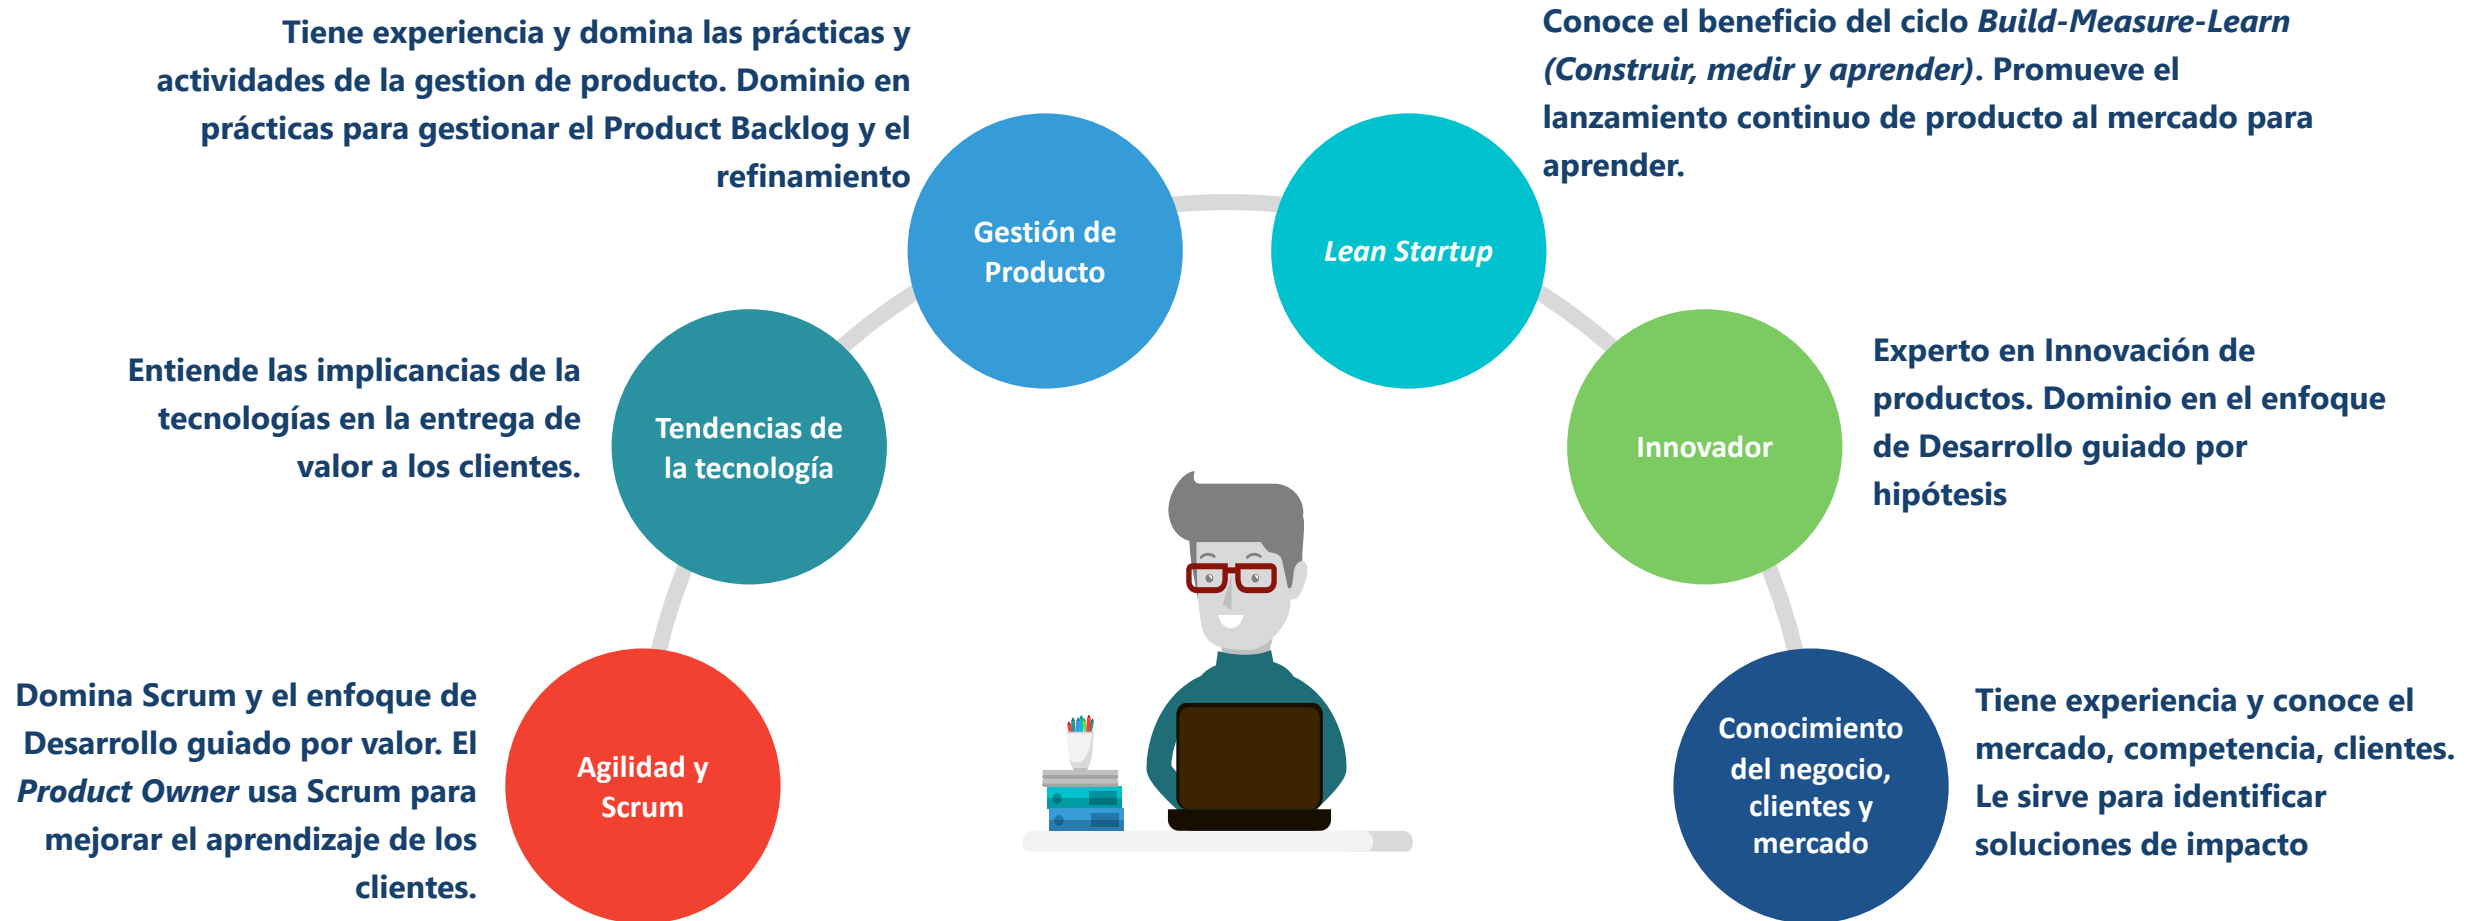 Tiene experiencia y domina las prácticas y
actividades de la gestion de producto. Dominio en
prácticas para gestionar el Product Backlog y el
refinamiento
Gestión de
Producto
Conoce el beneficio del ciclo Build-Measure-Learn
(Construir, medir y aprender). Promueve el
lanzamiento continuo de producto al mercado para
aprender.
Lean Startup
Entiende las implicancias de la
tecnologías en la entrega de
valor a los clientes.
Tendencias de
la tecnología
Innovador
Experto en Innovación de
productos. Dominio en el enfoque
de Desarrollo guiado por
hipótesis
Domina Scrum y el enfoque de
Desarrollo guiado por valor. El
Product Owner usa Scrum para
mejorar el aprendizaje de los
clientes.
Agilidad y
Scrum
Conocimiento
del negocio,
clientes y
mercado
Tiene experiencia y conoce el
mercado, competencia, clientes.
Le sirve para identificar
soluciones de impacto